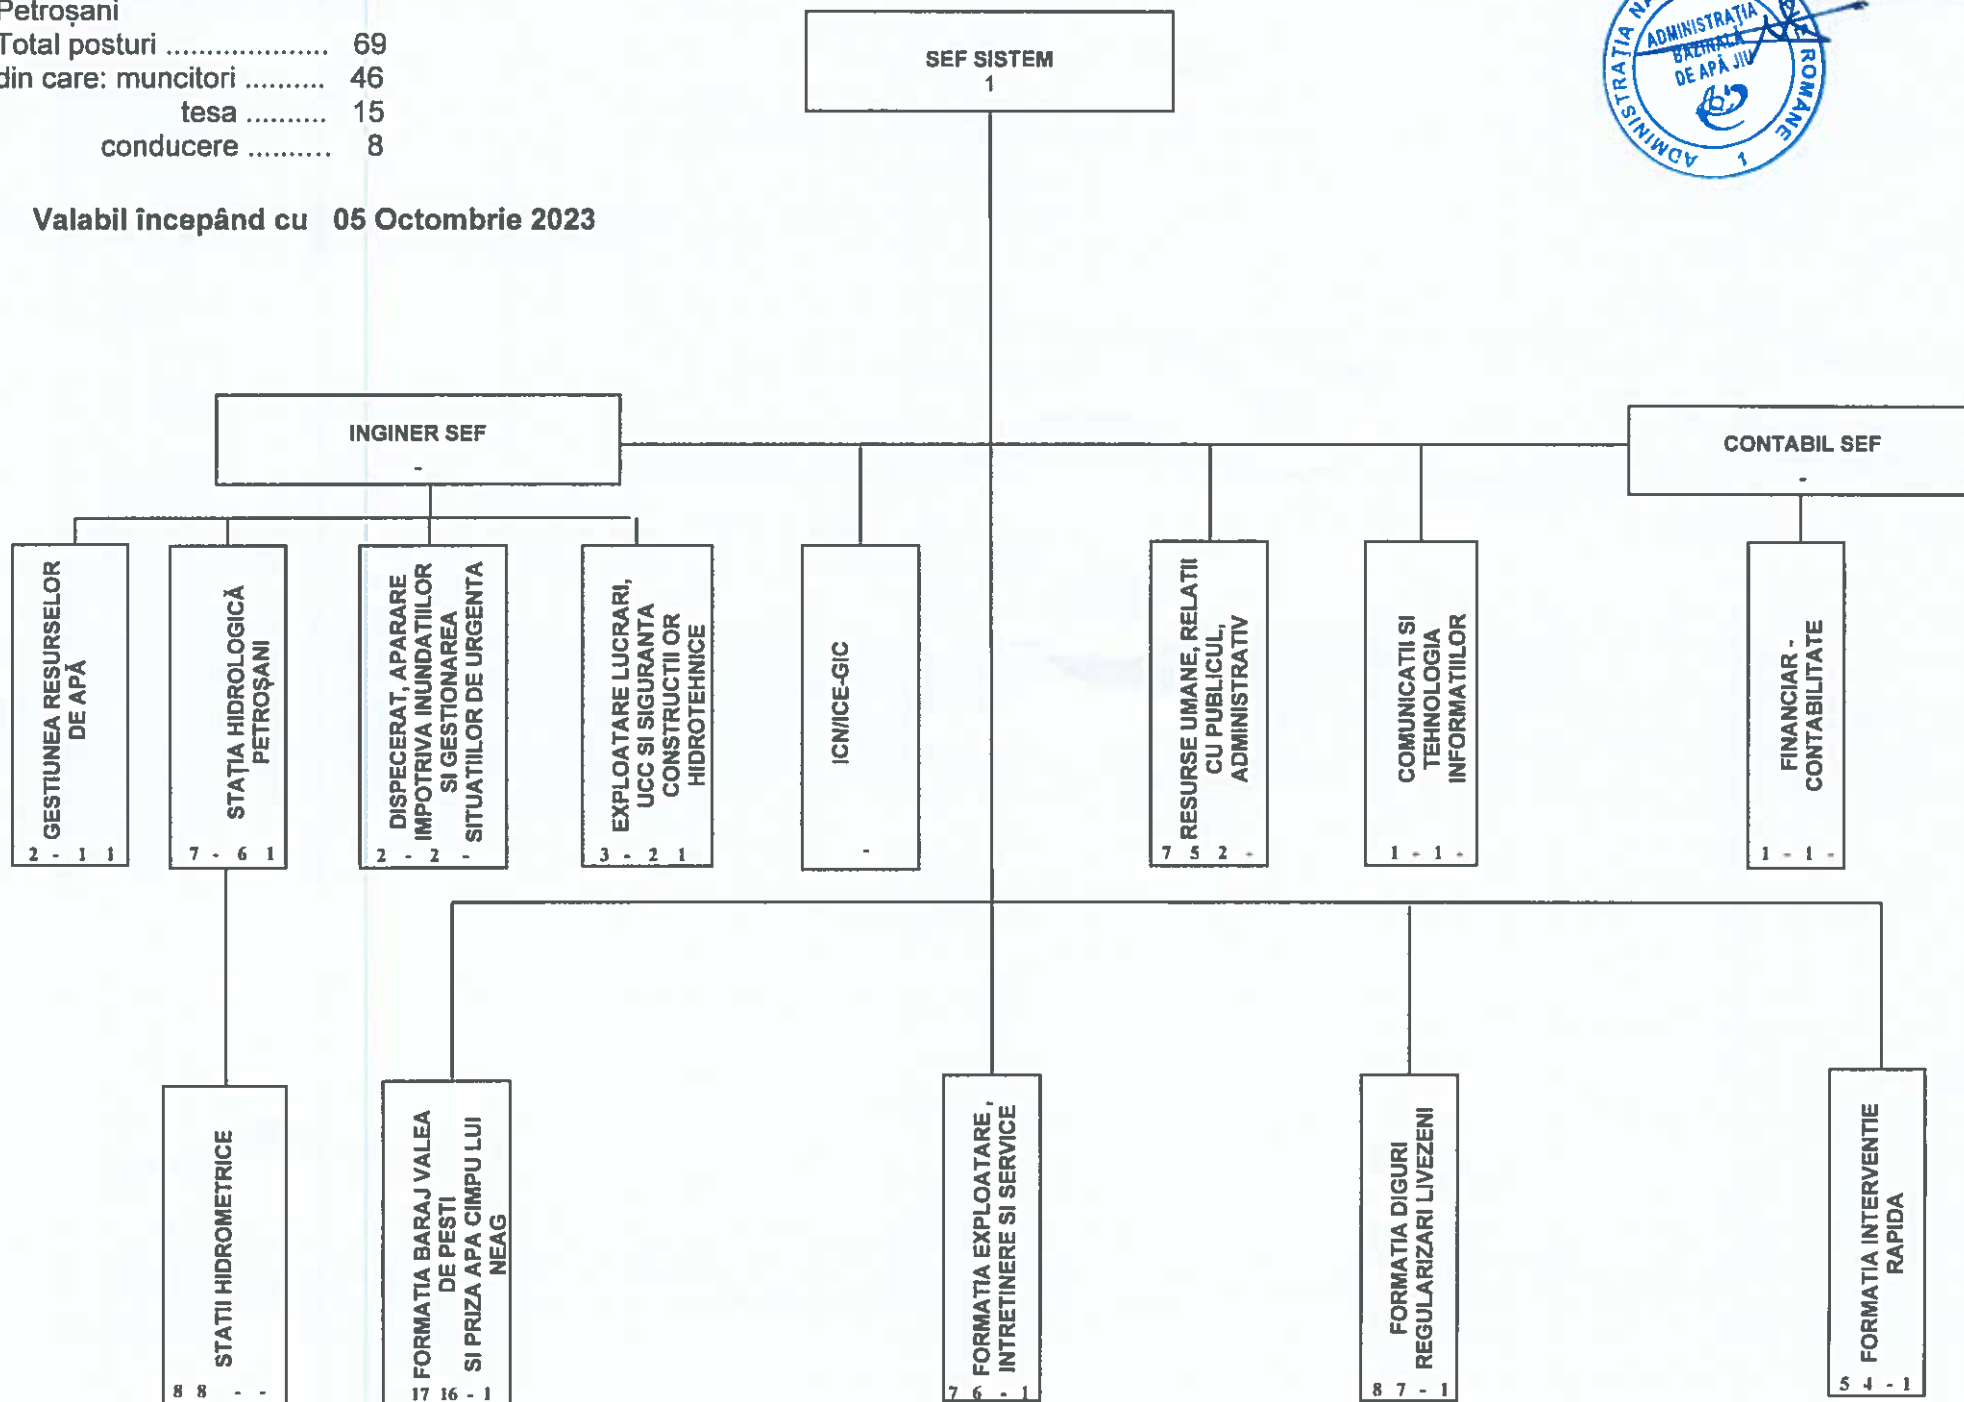 Petroșani
Total posturi .................... 69
din care: muncitori .......... 46
tesa .......... 15
conducere .......... 8
Valabil începând cu 05 Octombrie 2023
SEF SISTEM
1
ADMINISTRAȚIA
BAZINALĂ
DE APĂ JIU
ADMINISTRAȚIA
ROMANE
1
INGINER SEF
-
CONTABIL SEF
-
GESTIUNEA RESURSELOR
DE APĂ
2 - 1 1
STAȚIA HIDROLOGICĂ
PETROȘANI
7 - 6 1
DISPECERAT, APARARE
IMPOTRIVA INUNDATIILOR
SI GESTIONAREA
SITUATIILOR DE URGENTA
2 - 2 -
EXPLOATARE LUCRARI,
UCC SI SIGURANTA
CONSTRUCTII OR
HIDROTEHNICE
3 - 2 1
ICN/ICE-GIC
-
RESURSE UMANE, RELATII
CU PUBLICUL,
ADMINISTRATIV
7 5 2 -
COMUNICATII SI
TEHNOLOGIA
INFORMATIILOR
1 - 1 -
FINANCIAR -
CONTABILITATE
1 - 1 -
STATII HIDROMETRICE
8 8 - -
FORMATIA BARAJ VALEA
DE PESTI
SI PRIZA APA CIMPU LUI
NEAG
17 16 - 1
FORMATIA EXPLOATARE ,
INTRETINERE SI SERVICE
7 6 - 1
FORMATIA DIGURI
REGULARIZARI LIVEZENI
8 7 - 1
FORMATIA INTERVENTIE
RAPIDA
5 4 - 1